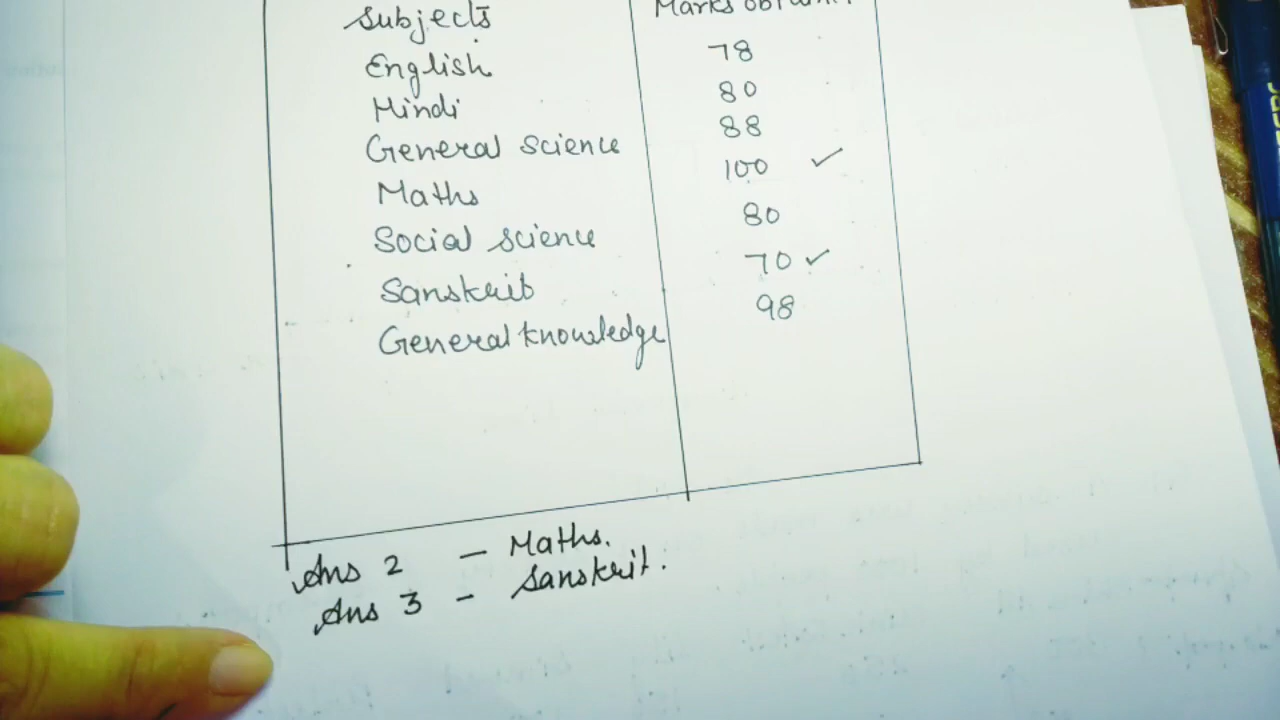 Subjects Marks
English 78
Hindi 80
General science 88
Maths 100 ✓
Social science 80
Sanskrit 70 ✓
General knowledge 98
Ans 2 – Maths.
Ans 3 – Sanskrit.